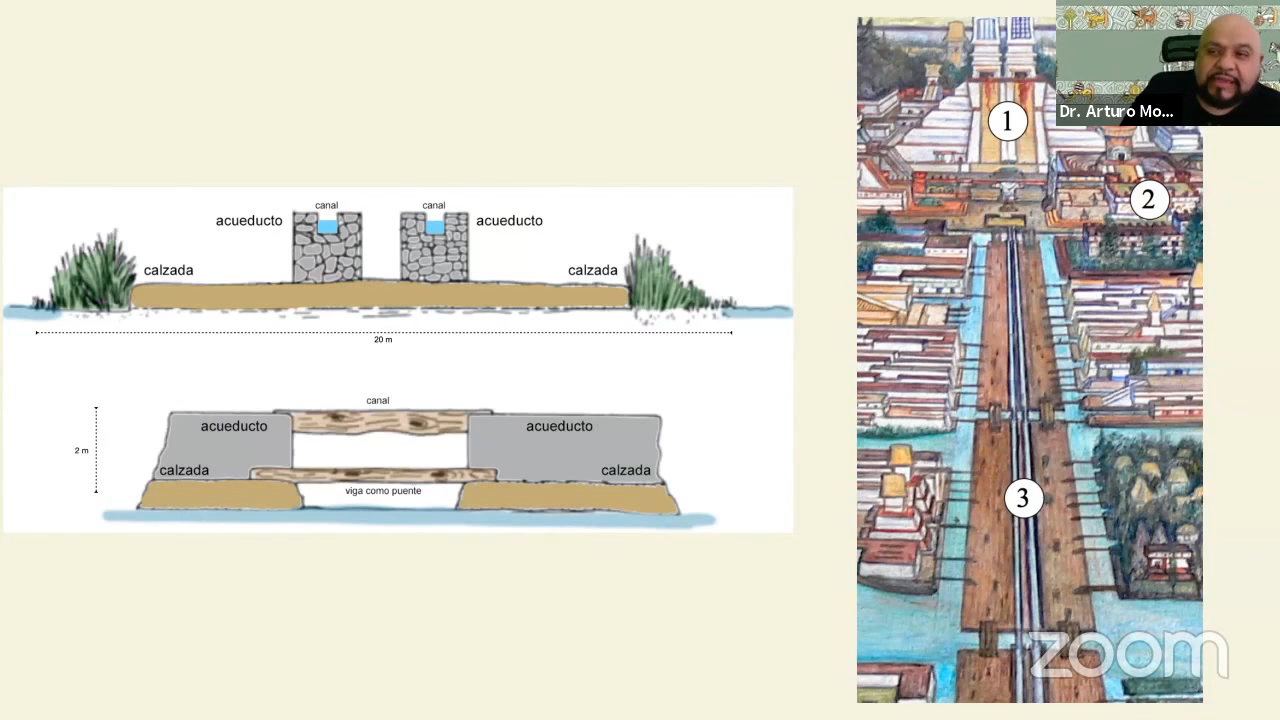 canal
canal
acueducto
acueducto
calzada
calzada
20 m
canal
acueducto
acueducto
2 m
calzada
calzada
viga como puente
1
2
3
Dr. Arturo Mo...
zoom